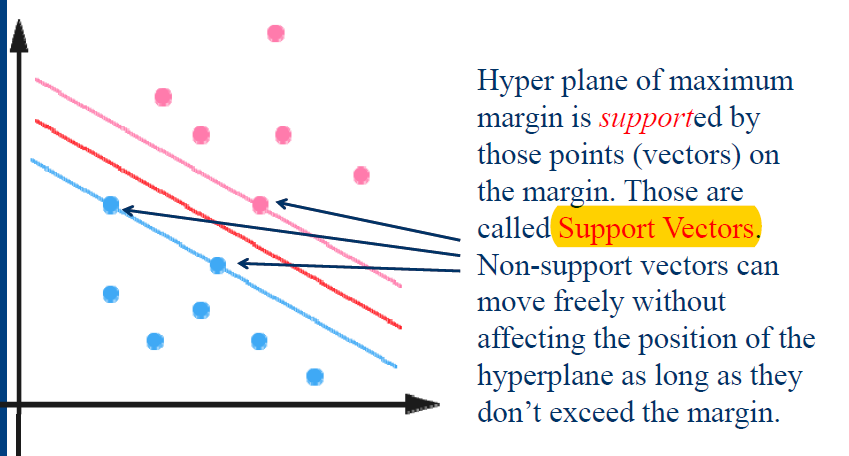 Hyper plane of maximum
margin is supported by
those points (vectors) on
the margin. Those are
called Support Vectors.
Non-support vectors can
move freely without
affecting the position of the
hyperplane as long as they
don’t exceed the margin.